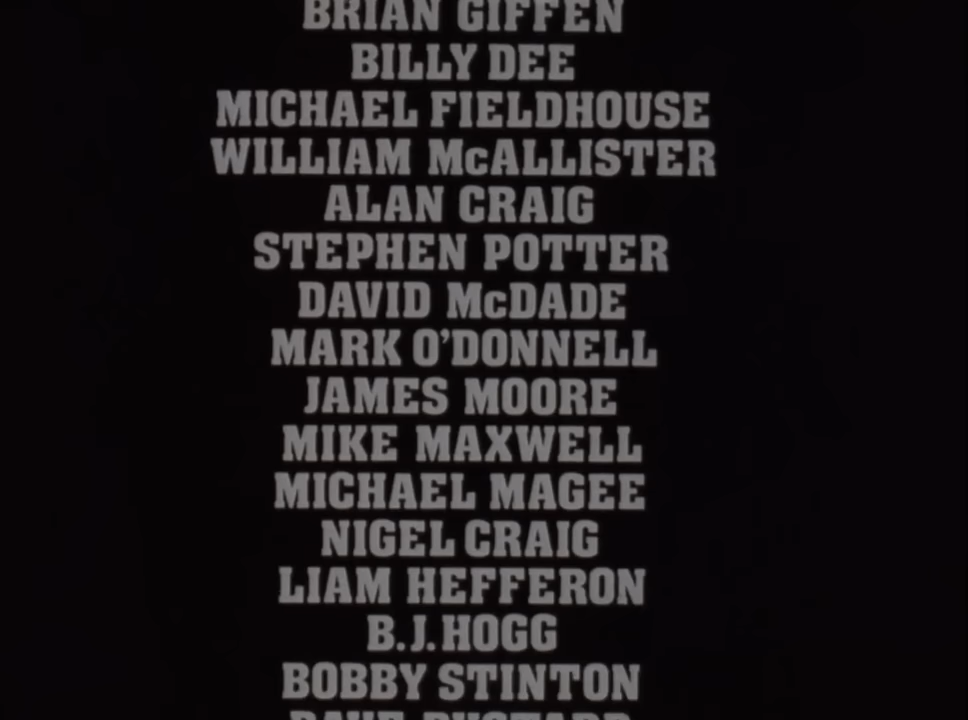 BRIAN GIFFEN
BILLY DEE
MICHAEL FIELDHOUSE
WILLIAM McALLISTER
ALAN CRAIG
STEPHEN POTTER
DAVID McDADE
MARK O'DONNELL
JAMES MOORE
MIKE MAXWELL
MICHAEL MAGEE
NIGEL CRAIG
LIAM HEFFERON
B.J. HOGG
BOBBY STINTON